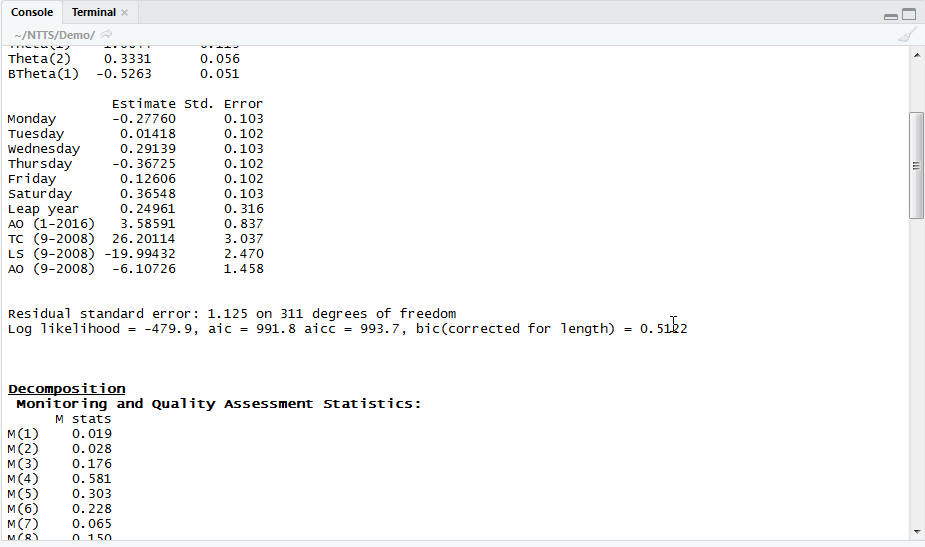 Console Terminal ×
~/NTTS/Demo/
Theta(2) 0.3331 0.056
BTheta(1) -0.5263 0.051
Estimate Std. Error
Monday -0.27760 0.103
Tuesday 0.01418 0.102
Wednesday 0.29139 0.103
Thursday -0.36725 0.102
Friday 0.12606 0.102
Saturday 0.36548 0.103
Leap year 0.24961 0.316
AO (1-2016) 3.58591 0.837
TC (9-2008) 26.20114 3.037
LS (9-2008) -19.99432 2.470
AO (9-2008) -6.10726 1.458
Residual standard error: 1.125 on 311 degrees of freedom
Log likelihood = -479.9, aic = 991.8 aicc = 993.7, bic(corrected for length) = 0.5122
Decomposition
Monitoring and Quality Assessment Statistics:
M stats
M(1) 0.019
M(2) 0.028
M(3) 0.176
M(4) 0.581
M(5) 0.303
M(6) 0.228
M(7) 0.065
M(8) 0.150